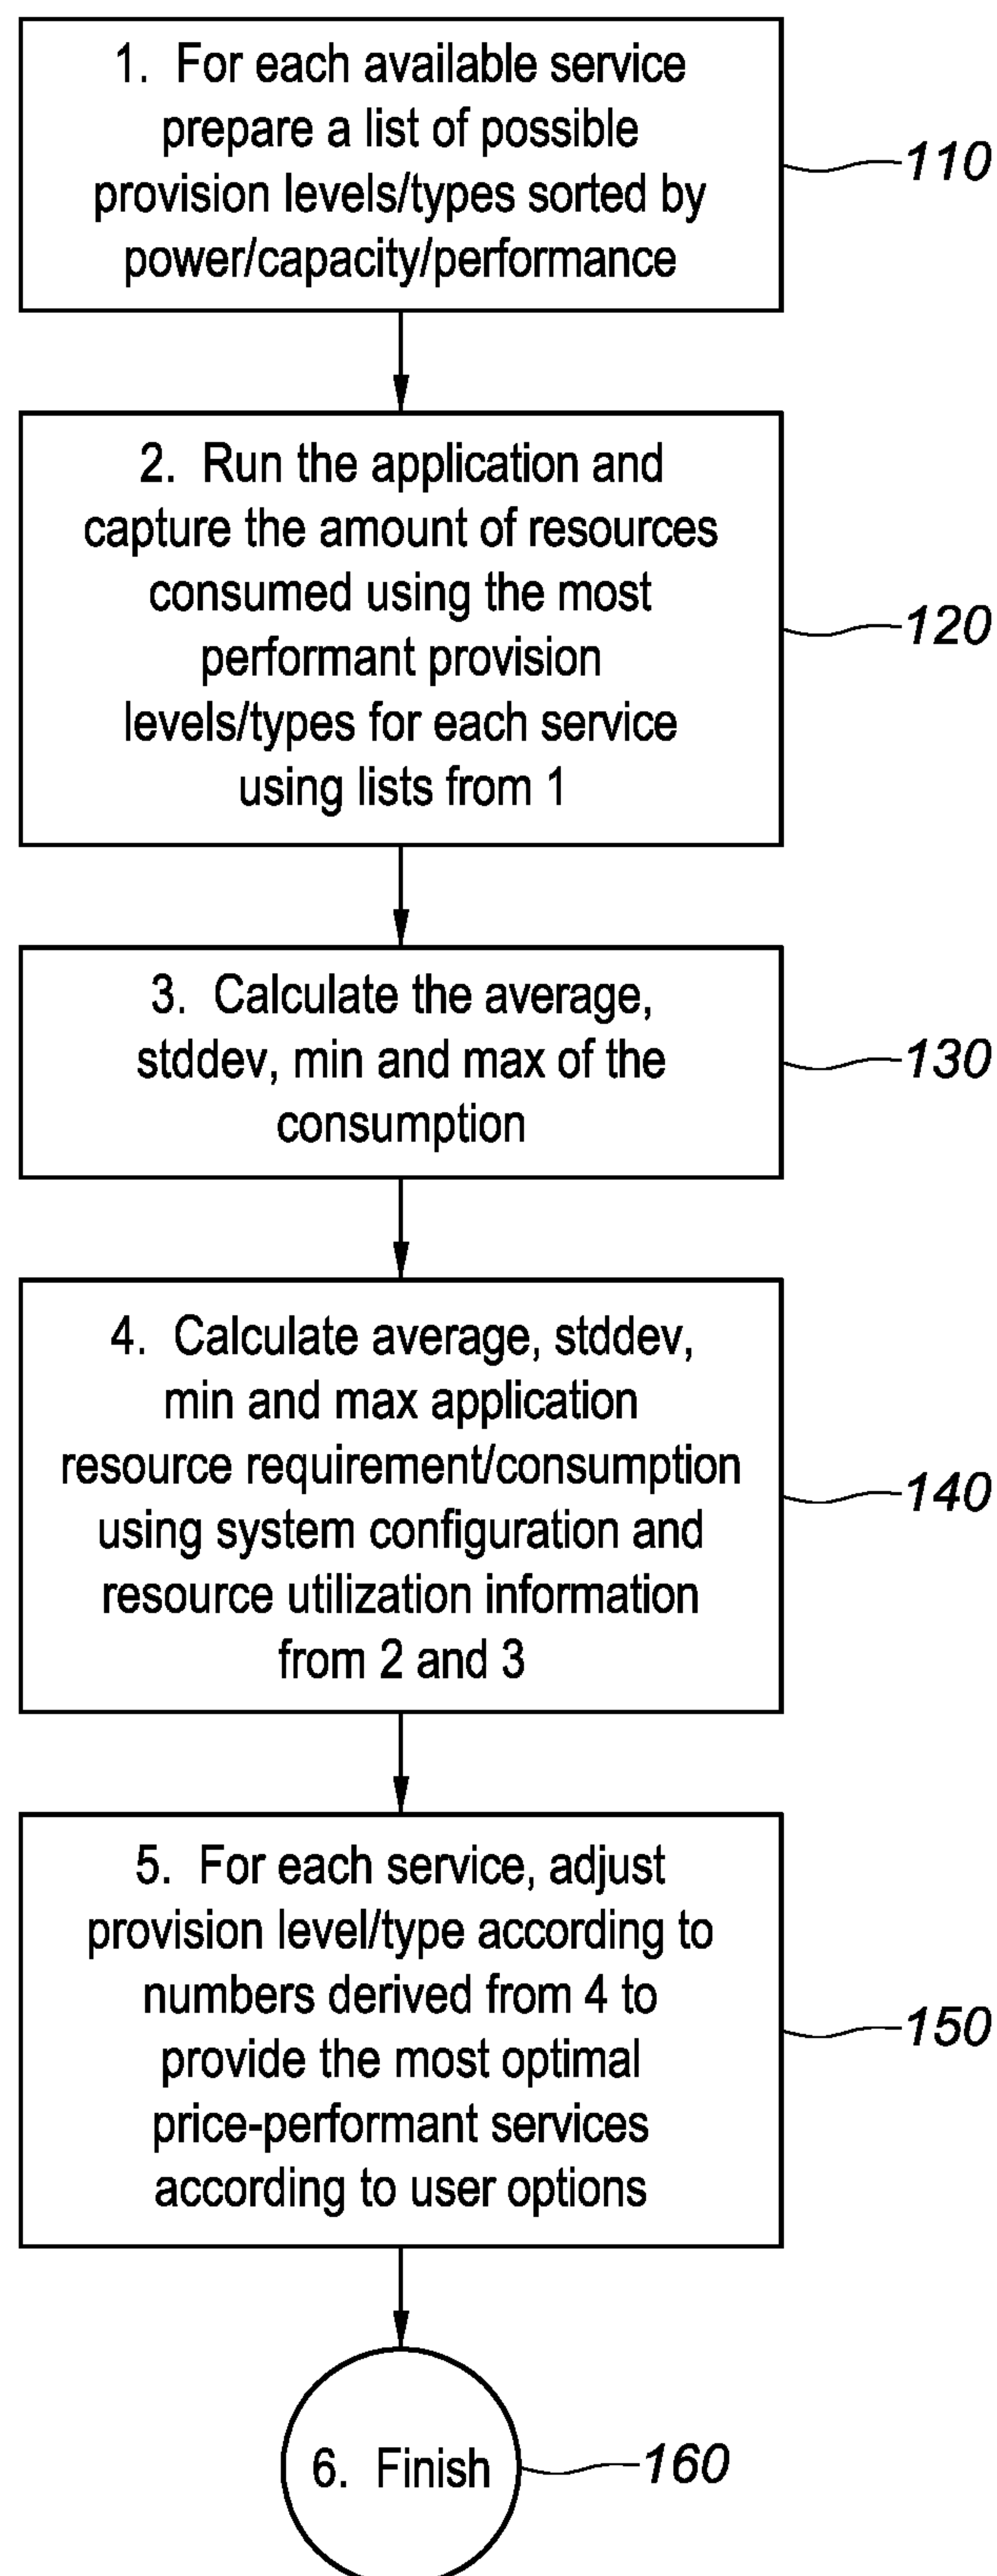 1. For each available service
prepare a list of possible
provision levels/types sorted by
power/capacity/performance
110
2. Run the application and
capture the amount of resources
consumed using the most
performant provision
levels/types for each service
using lists from 1
120
3. Calculate the average,
stddev, min and max of the
consumption
130
4. Calculate average, stddev,
min and max application
resource requirement/consumption
using system configuration and
resource utilization information
from 2 and 3
140
5. For each service, adjust
provision level/type according to
numbers derived from 4 to
provide the most optimal
price-performant services
according to user options
150
6. Finish
160